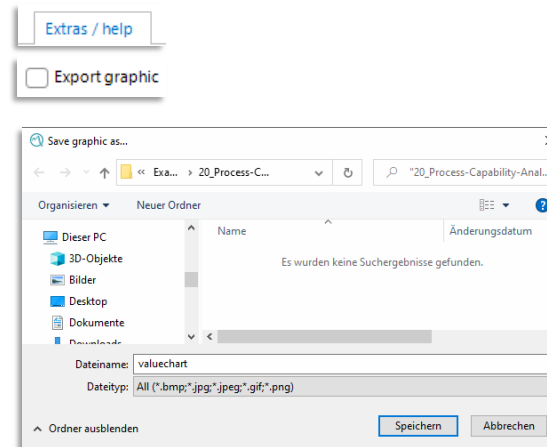 Extras / help
Export graphic
Save graphic as...
« Exa... › 20_Process-C...
"20_Process-Capability-Anal...
Organisieren
Neuer Ordner
Dieser PC
3D-Objekte
Bilder
Desktop
Dokumente
Downloads
Name
Änderungsdatum
Es wurden keine Suchergebnisse gefunden.
Dateiname: valuechart
Dateityp: All (*.bmp;*.jpg;*.jpeg;*.gif;*.png)
Ordner ausblenden
Speichern
Abbrechen